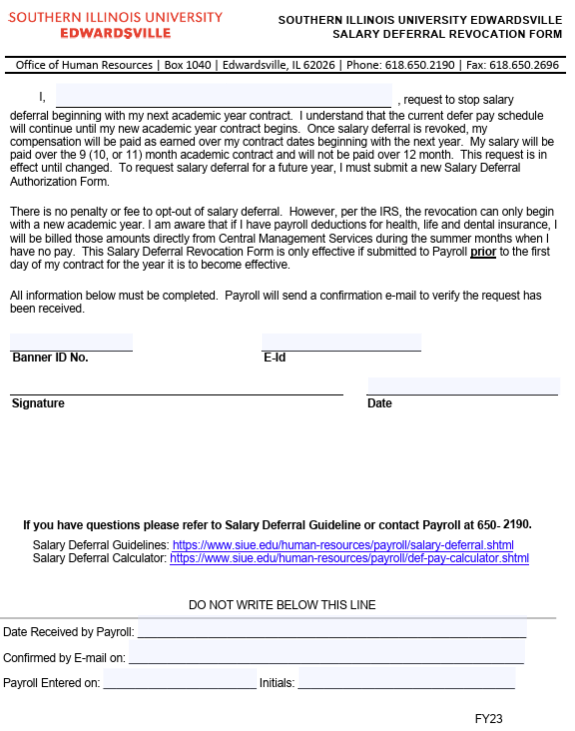 SOUTHERN ILLINOIS UNIVERSITY
EDWARDSVILLE
SOUTHERN ILLINOIS UNIVERSITY EDWARDSVILLE
SALARY DEFERRAL REVOCATION FORM
Office of Human Resources | Box 1040 | Edwardsville, IL 62026 | Phone: 618.650.2190 | Fax: 618.650.2696
I, , request to stop salary
deferral beginning with my next academic year contract. I understand that the current defer pay schedule
will continue until my new academic year contract begins. Once salary deferral is revoked, my
compensation will be paid as earned over my contract dates beginning with the next year. My salary will be
paid over the 9 (10, or 11) month academic contract and will not be paid over 12 month. This request is in
effect until changed. To request salary deferral for a future year, I must submit a new Salary Deferral
Authorization Form.
There is no penalty or fee to opt-out of salary deferral. However, per the IRS, the revocation can only begin
with a new academic year. I am aware that if I have payroll deductions for health, life and dental insurance, I
will be billed those amounts directly from Central Management Services during the summer months when I
have no pay. This Salary Deferral Revocation Form is only effective if submitted to Payroll prior to the first
day of my contract for the year it is to become effective.
All information below must be completed. Payroll will send a confirmation e-mail to verify the request has
been received.
Banner ID No. E-Id
Signature Date
If you have questions please refer to Salary Deferral Guideline or contact Payroll at 650- 2190.
Salary Deferral Guidelines: https://www.siue.edu/human-resources/payroll/salary-deferral.shtml
Salary Deferral Calculator: https://www.siue.edu/human-resources/payroll/def-pay-calculator.shtml
DO NOT WRITE BELOW THIS LINE
Date Received by Payroll:
Confirmed by E-mail on:
Payroll Entered on: Initials:
FY23